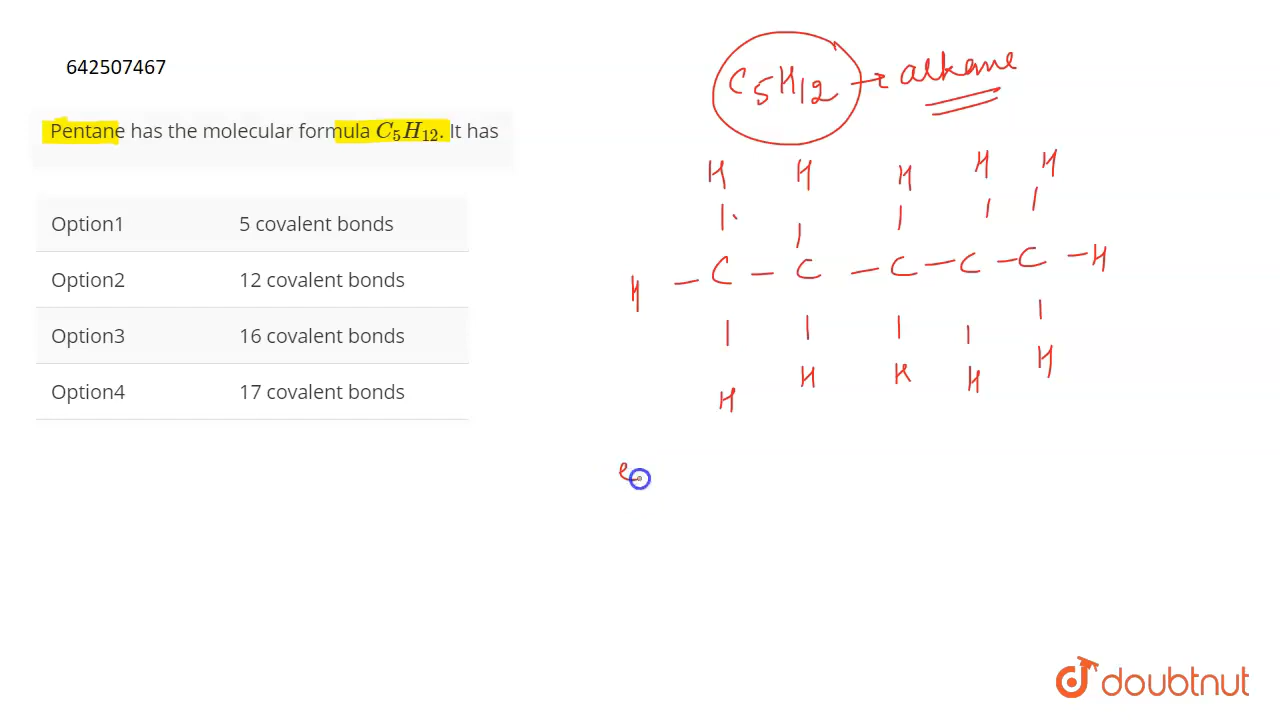 642507467
Pentane has the molecular formula C₅H₁₂. It has
Option1 5 covalent bonds
Option2 12 covalent bonds
Option3 16 covalent bonds
Option4 17 covalent bonds
C5H12 → alkane
H H H H H
H – C – C – C – C – C – H
H H H H H
doubtnut